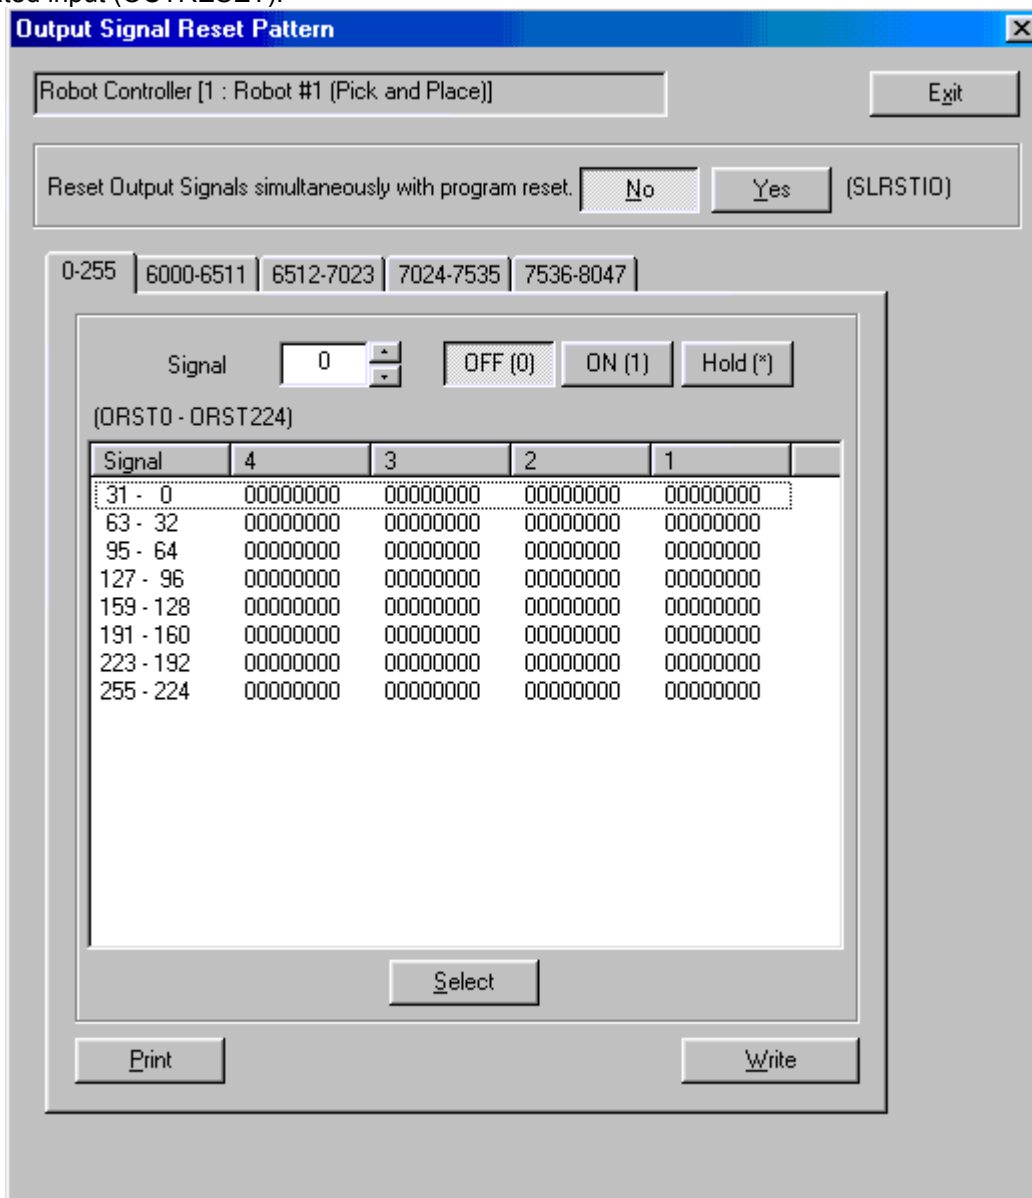 Output Signal Reset Pattern
Robot Controller [1 : Robot #1 (Pick and Place)]
Exit
Reset Output Signals simultaneously with program reset. No Yes (SLRSTIO)
0-255 6000-6511 6512-7023 7024-7535 7536-8047
Signal 0 OFF (0) ON (1) Hold (*)
(ORST0 - ORST224)
Signal 4 3 2 1
31 - 0 00000000 00000000 00000000 00000000
63 - 32 00000000 00000000 00000000 00000000
95 - 64 00000000 00000000 00000000 00000000
127 - 96 00000000 00000000 00000000 00000000
159 - 128 00000000 00000000 00000000 00000000
191 - 160 00000000 00000000 00000000 00000000
223 - 192 00000000 00000000 00000000 00000000
255 - 224 00000000 00000000 00000000 00000000
Select
Print Write